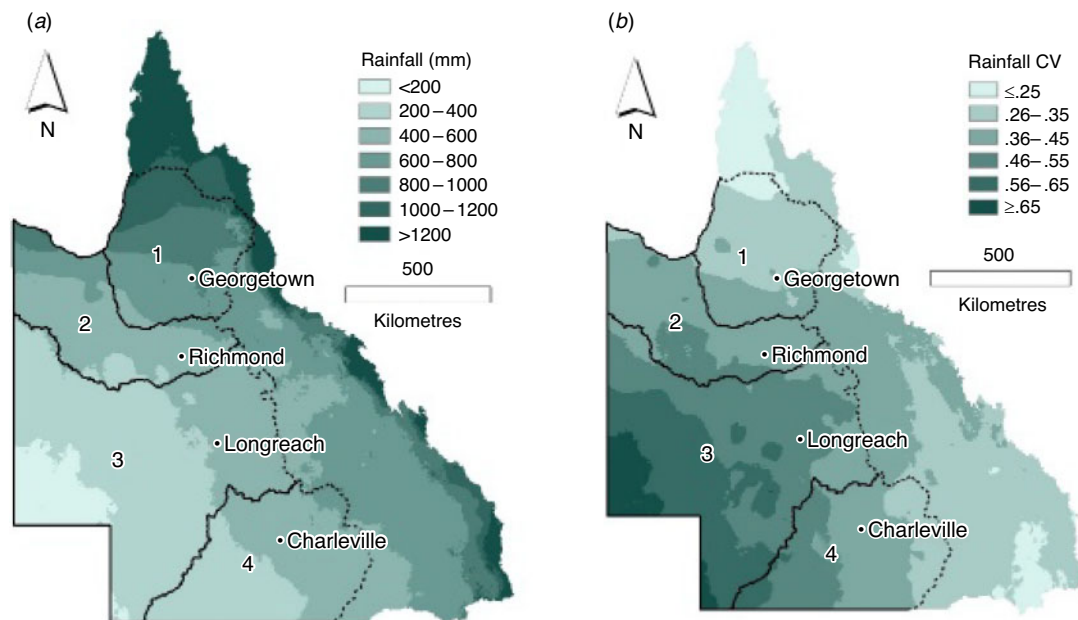 (a)
Rainfall (mm)
<200
200–400
400–600
600–800
800–1000
1000–1200
>1200
N
500
Kilometres
1
Georgetown
2
Richmond
Longreach
3
Charleville
4
(b)
Rainfall CV
≤.25
.26–.35
.36–.45
.46–.55
.56–.65
≥.65
N
500
Kilometres
1
Georgetown
2
Richmond
Longreach
3
Charleville
4